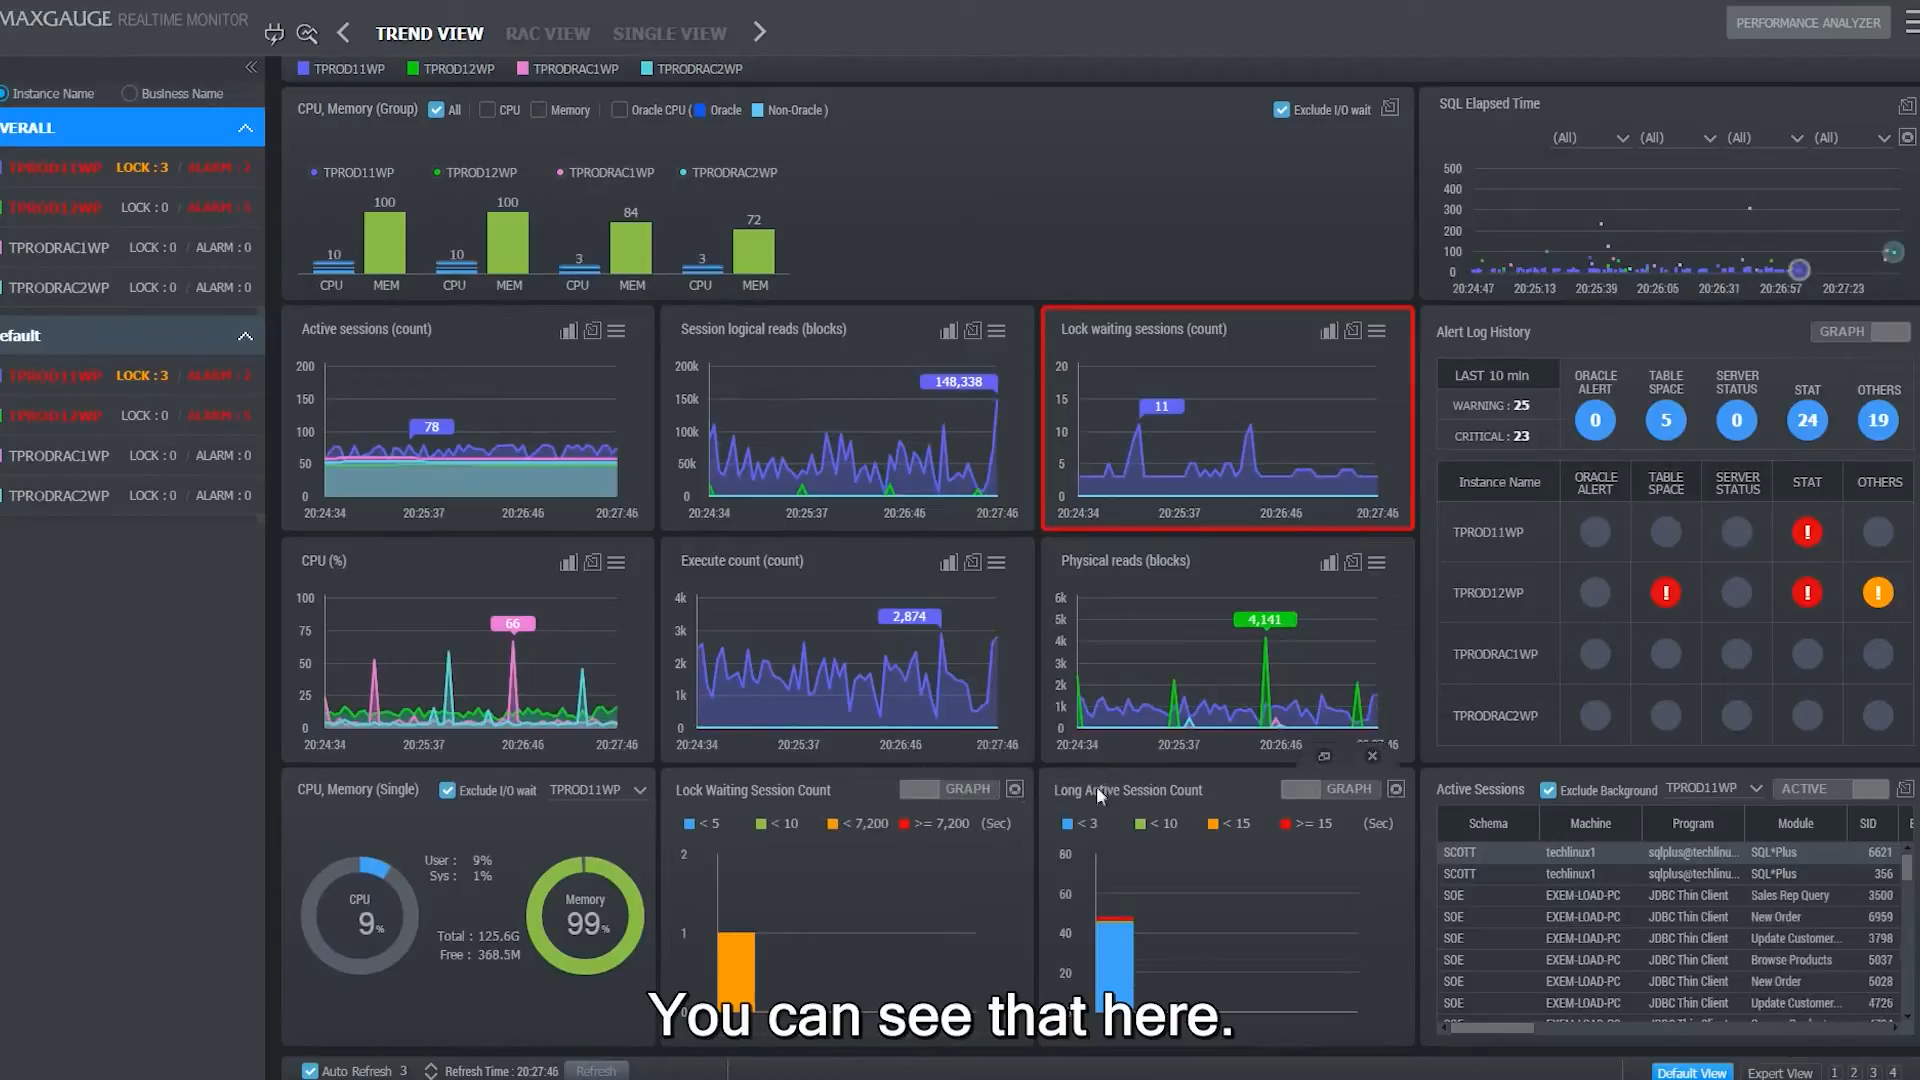 MAXGAUGE REALTIME MONITOR
TREND VIEW RAC VIEW SINGLE VIEW
PERFORMANCE ANALYZER
Instance Name Business Name
VERALL
TPROD11WP LOCK : 3 / ALARM : 2
TPROD12WP LOCK : 0 / ALARM : 5
TPRODRAC1WP LOCK : 0 / ALARM : 0
TPRODRAC2WP LOCK : 0 / ALARM : 0
efault
TPROD11WP LOCK : 3 / ALARM : 2
TPROD12WP LOCK : 0 / ALARM : 5
TPRODRAC1WP LOCK : 0 / ALARM : 0
TPRODRAC2WP LOCK : 0 / ALARM : 0
TPROD11WP TPROD12WP TPRODRAC1WP TPRODRAC2WP
CPU, Memory (Group) All CPU Memory Oracle CPU ( Oracle Non-Oracle ) Exclude I/O wait
TPROD11WP TPROD12WP TPRODRAC1WP TPRODRAC2WP
100 100 84 72
10 10 3 3
CPU MEM CPU MEM CPU MEM CPU MEM
SQL Elapsed Time
(All) (All) (All) (All)
500
400
300
200
100
0
20:24:47 20:25:13 20:25:39 20:26:05 20:26:31 20:26:57 20:27:23
Active sessions (count)
200
150
100
50
0
78
20:24:34 20:25:37 20:26:46 20:27:46
Session logical reads (blocks)
200k
150k
100k
50k
0
148,338
20:24:34 20:25:37 20:26:46 20:27:46
Lock waiting sessions (count)
20
15
10
5
0
11
20:24:34 20:25:37 20:26:46 20:27:46
Alert Log History GRAPH
LAST 10 min
WARNING : 25
CRITICAL : 23
ORACLE ALERT TABLE SPACE SERVER STATUS STAT OTHERS
0 5 0 24 19
Instance Name ORACLE ALERT TABLE SPACE SERVER STATUS STAT OTHERS
TPROD11WP !
TPROD12WP ! ! !
TPRODRAC1WP
TPRODRAC2WP
CPU (%)
100
75
50
25
0
66
20:24:34 20:25:37 20:26:46 20:27:46
Execute count (count)
4k
3k
2k
1k
0
2,874
20:24:34 20:25:37 20:26:46 20:27:46
Physical reads (blocks)
6k
5k
4k
3k
2k
1k
0
4,141
20:24:34 20:25:37 20:26:46 20:27:46
CPU, Memory (Single) Exclude I/O wait TPROD11WP
User : 9%
Sys : 1%
CPU
9%
Memory
99%
Total : 125.6G
Free : 368.5M
Lock Waiting Session Count GRAPH
< 5 < 10 < 7,200 >= 7,200 (Sec)
2
1
Long Active Session Count GRAPH
< 3 < 10 < 15 >= 15 (Sec)
80
60
40
20
Active Sessions Exclude Background TPROD11WP ACTIVE
Schema Machine Program Module SID
SCOTT techlinux1 sqlplus@techlinu... SQL*Plus 6621
SCOTT techlinux1 sqlplus@techlinu... SQL*Plus 356
SOE EXEM-LOAD-PC JDBC Thin Client Sales Rep Query 3500
SOE EXEM-LOAD-PC JDBC Thin Client New Order 6959
SOE EXEM-LOAD-PC JDBC Thin Client Update Customer... 3798
SOE EXEM-LOAD-PC JDBC Thin Client Browse Products 5037
SOE EXEM-LOAD-PC JDBC Thin Client New Order 5028
SOE EXEM-LOAD-PC JDBC Thin Client Update Customer... 4726
You can see that here.
Auto Refresh 3 Refresh Time : 20:27:46 Refresh
Default View Expert View 1 2 3 4